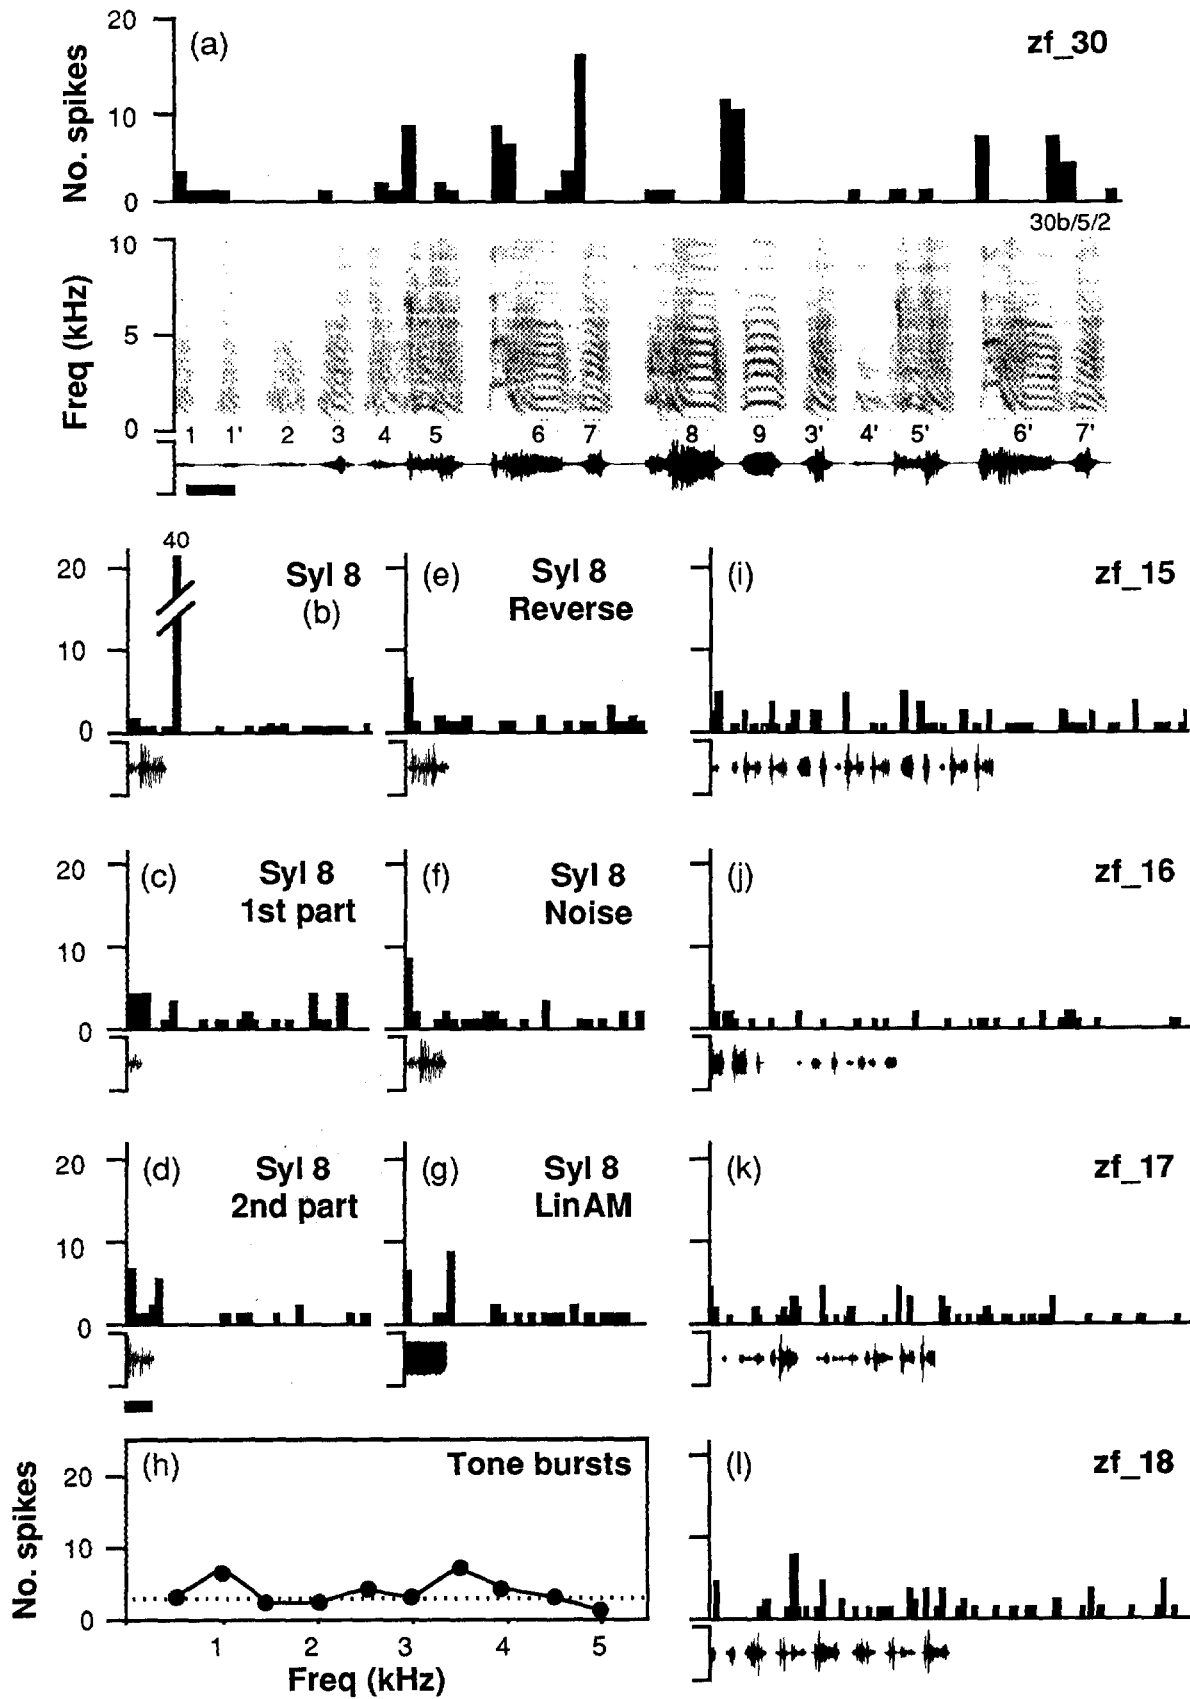 20
(a)
zf_30
No. spikes
10
0
30b/5/2
10
Freq (kHz)
5
0
1 1' 2 3 4 5 6 7 8 9 3' 4' 5' 6' 7'
40
20
Syl 8
(b)
10
0
(e)
Syl 8
Reverse
(i)
zf_15
20
(c)
Syl 8
1st part
10
0
(f)
Syl 8
Noise
(j)
zf_16
20
(d)
Syl 8
2nd part
10
0
(g)
Syl 8
LinAM
(k)
zf_17
(h)
Tone bursts
No. spikes
20
10
0
1 2 3 4 5
Freq (kHz)
(l)
zf_18